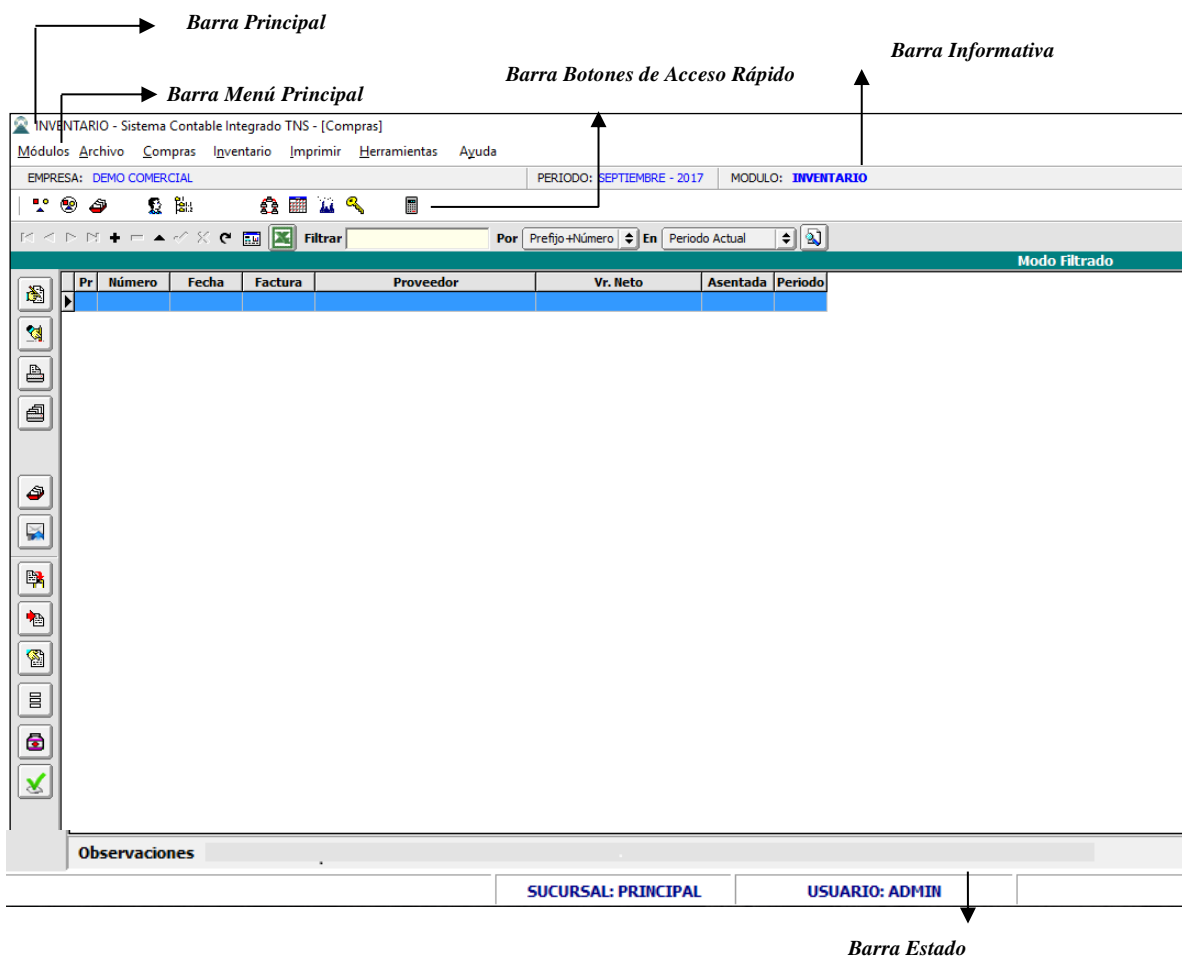 Barra Principal
Barra Informativa
Barra Botones de Acceso Rápido
Barra Menú Principal
INVENTARIO - Sistema Contable Integrado TNS - [Compras]
Módulos Archivo Compras Inventario Imprimir Herramientas Ayuda
EMPRESA: DEMO COMERCIAL PERIODO: SEPTIEMBRE - 2017 MODULO: INVENTARIO
Filtrar Por Prefijo+Número En Periodo Actual
Modo Filtrado
Pr Número Fecha Factura Proveedor Vr. Neto Asentada Periodo
Observaciones
SUCURSAL: PRINCIPAL USUARIO: ADMIN
Barra Estado